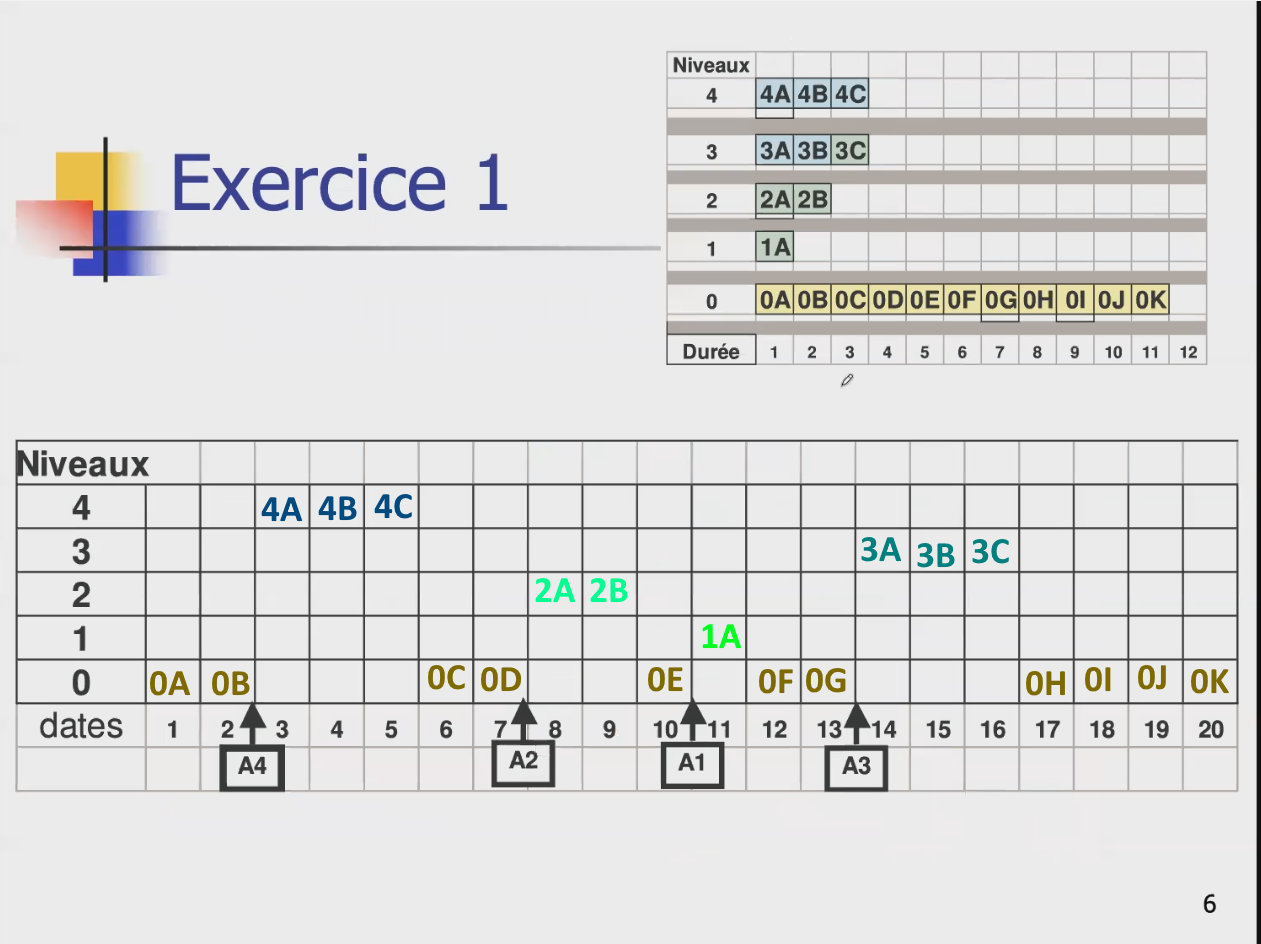 Exercice 1
Niveaux
4 4A 4B 4C
3 3A 3B 3C
2 2A 2B
1 1A
0 0A 0B 0C 0D 0E 0F 0G 0H 0I 0J 0K
Durée 1 2 3 4 5 6 7 8 9 10 11 12
Niveaux
4 4A 4B 4C
3 3A 3B 3C
2 2A 2B
1 1A
0 0A 0B 0C 0D 0E 0F 0G 0H 0I 0J 0K
dates 1 2 3 4 5 6 7 8 9 10 11 12 13 14 15 16 17 18 19 20
A4 A2 A1 A3
6